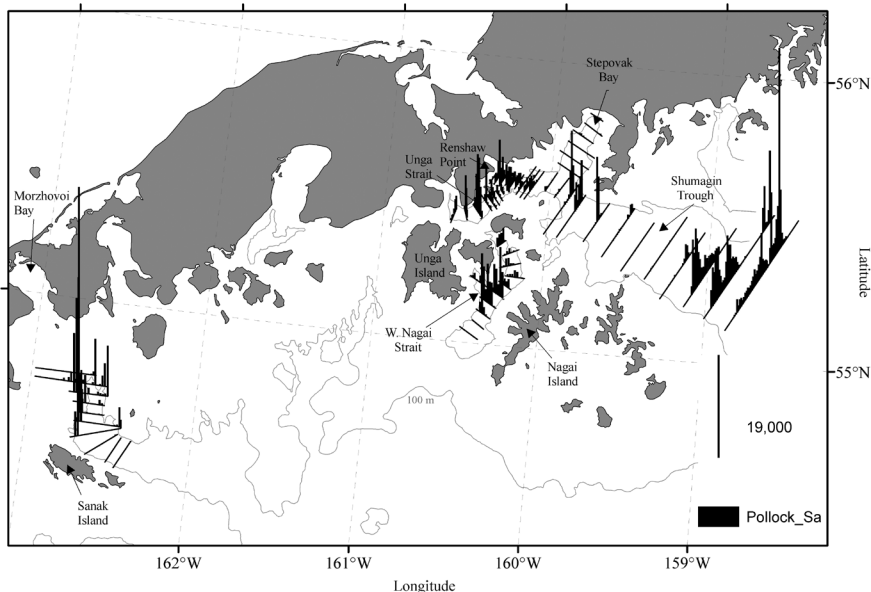 Stepovak
Bay
56°N
Renshaw
Point
Unga
Strait
Shumagin
Trough
Morzhovoi
Bay
Unga
Island
Latitude
W. Nagai
Strait
Nagai
Island
55°N
100 m
19,000
Sanak
Island
Pollock_Sa
162°W
161°W
160°W
159°W
Longitude